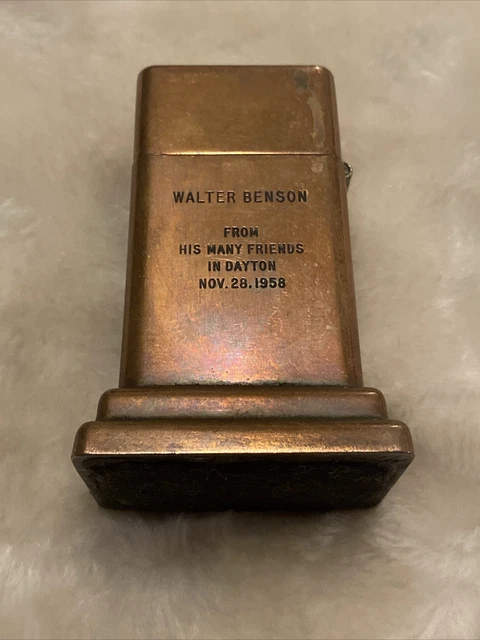 WALTER BENSON
FROM
HIS MANY FRIENDS
IN DAYTON
NOV. 28. 1958